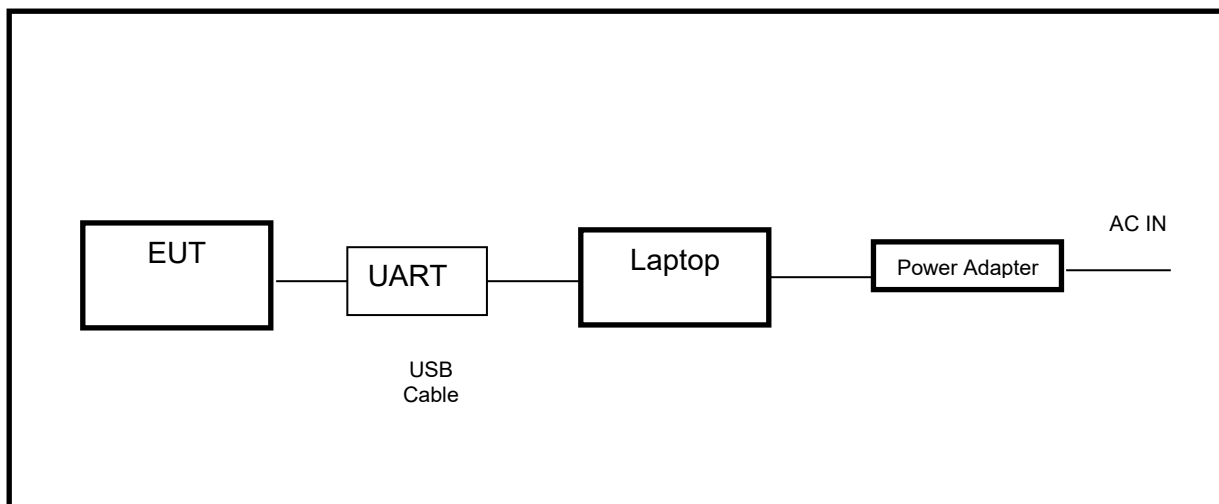 EUT
UART
Laptop
Power Adapter
AC IN
USB
Cable